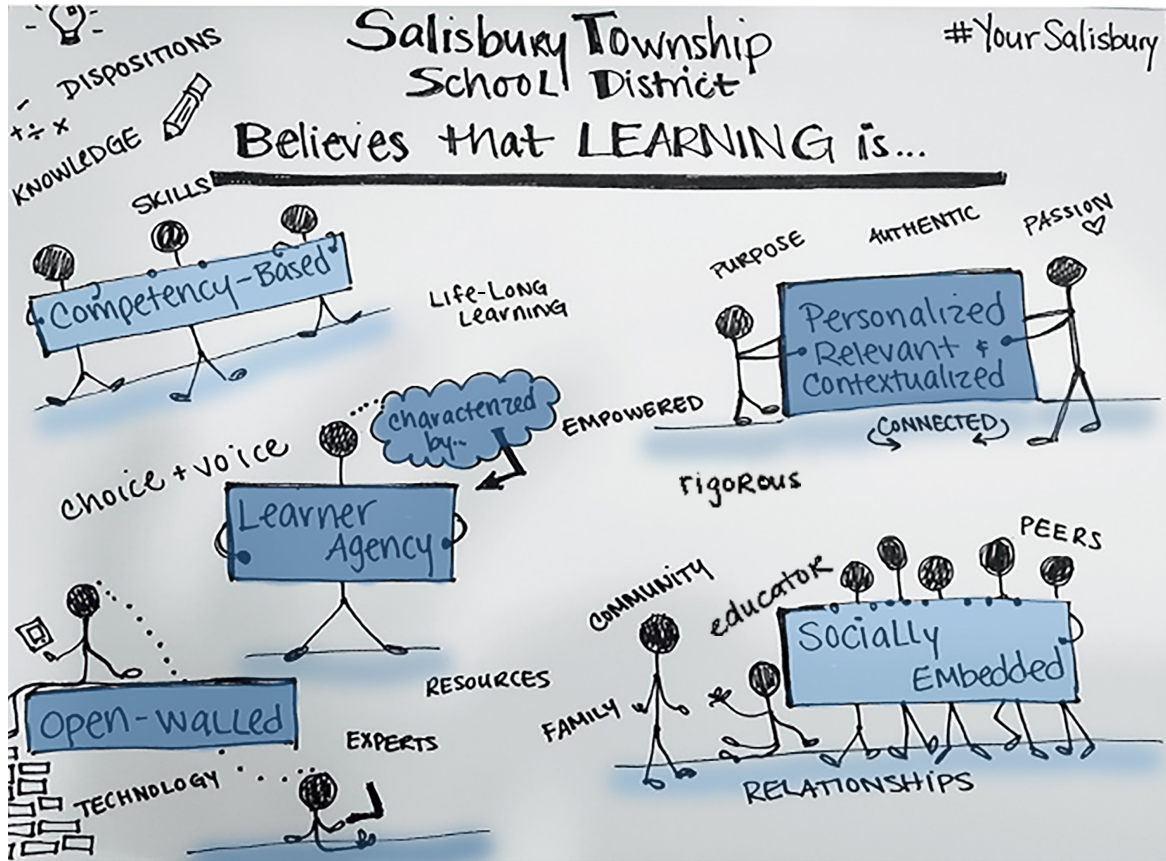 Salisbury Township
School District
#YourSalisbury
Believes that LEARNING is...
DISPOSITIONS
- + ÷ x
KNOWLEDGE
SKILLS
Competency-Based
Life-Long
Learning
PURPOSE
AUTHENTIC
PASSION
Personalized
Relevant &
Contextualized
CONNECTED
characterized
by...
EMPOWERED
rigorous
choice + voice
Learner
Agency
OPEN-WALLED
TECHNOLOGY
EXPERTS
RESOURCES
COMMUNITY
educator
PEERS
FAMILY
Socially
Embedded
RELATIONSHIPS